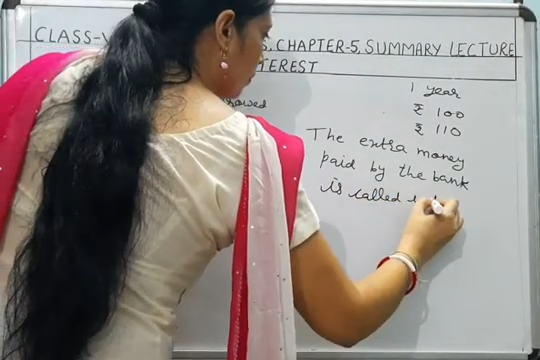 CLASS-V S, CHAPTER-5, SUMMARY LECTURE
TEREST
1 year
₹ 100
₹ 110
The extra money
paid by the bank
is called